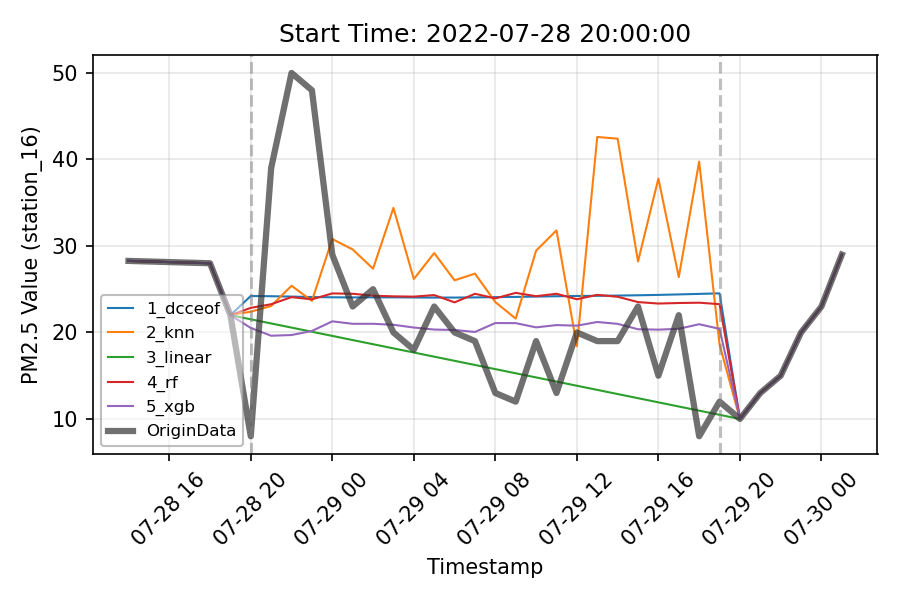 Start Time: 2022-07-28 20:00:00
PM2.5 Value (station_16)
50
40
30
20
10
1_dcceof
2_knn
3_linear
4_rf
5_xgb
OriginData
07-28 16
07-28 20
07-29 00
07-29 04
07-29 08
07-29 12
07-29 16
07-29 20
07-30 00
Timestamp